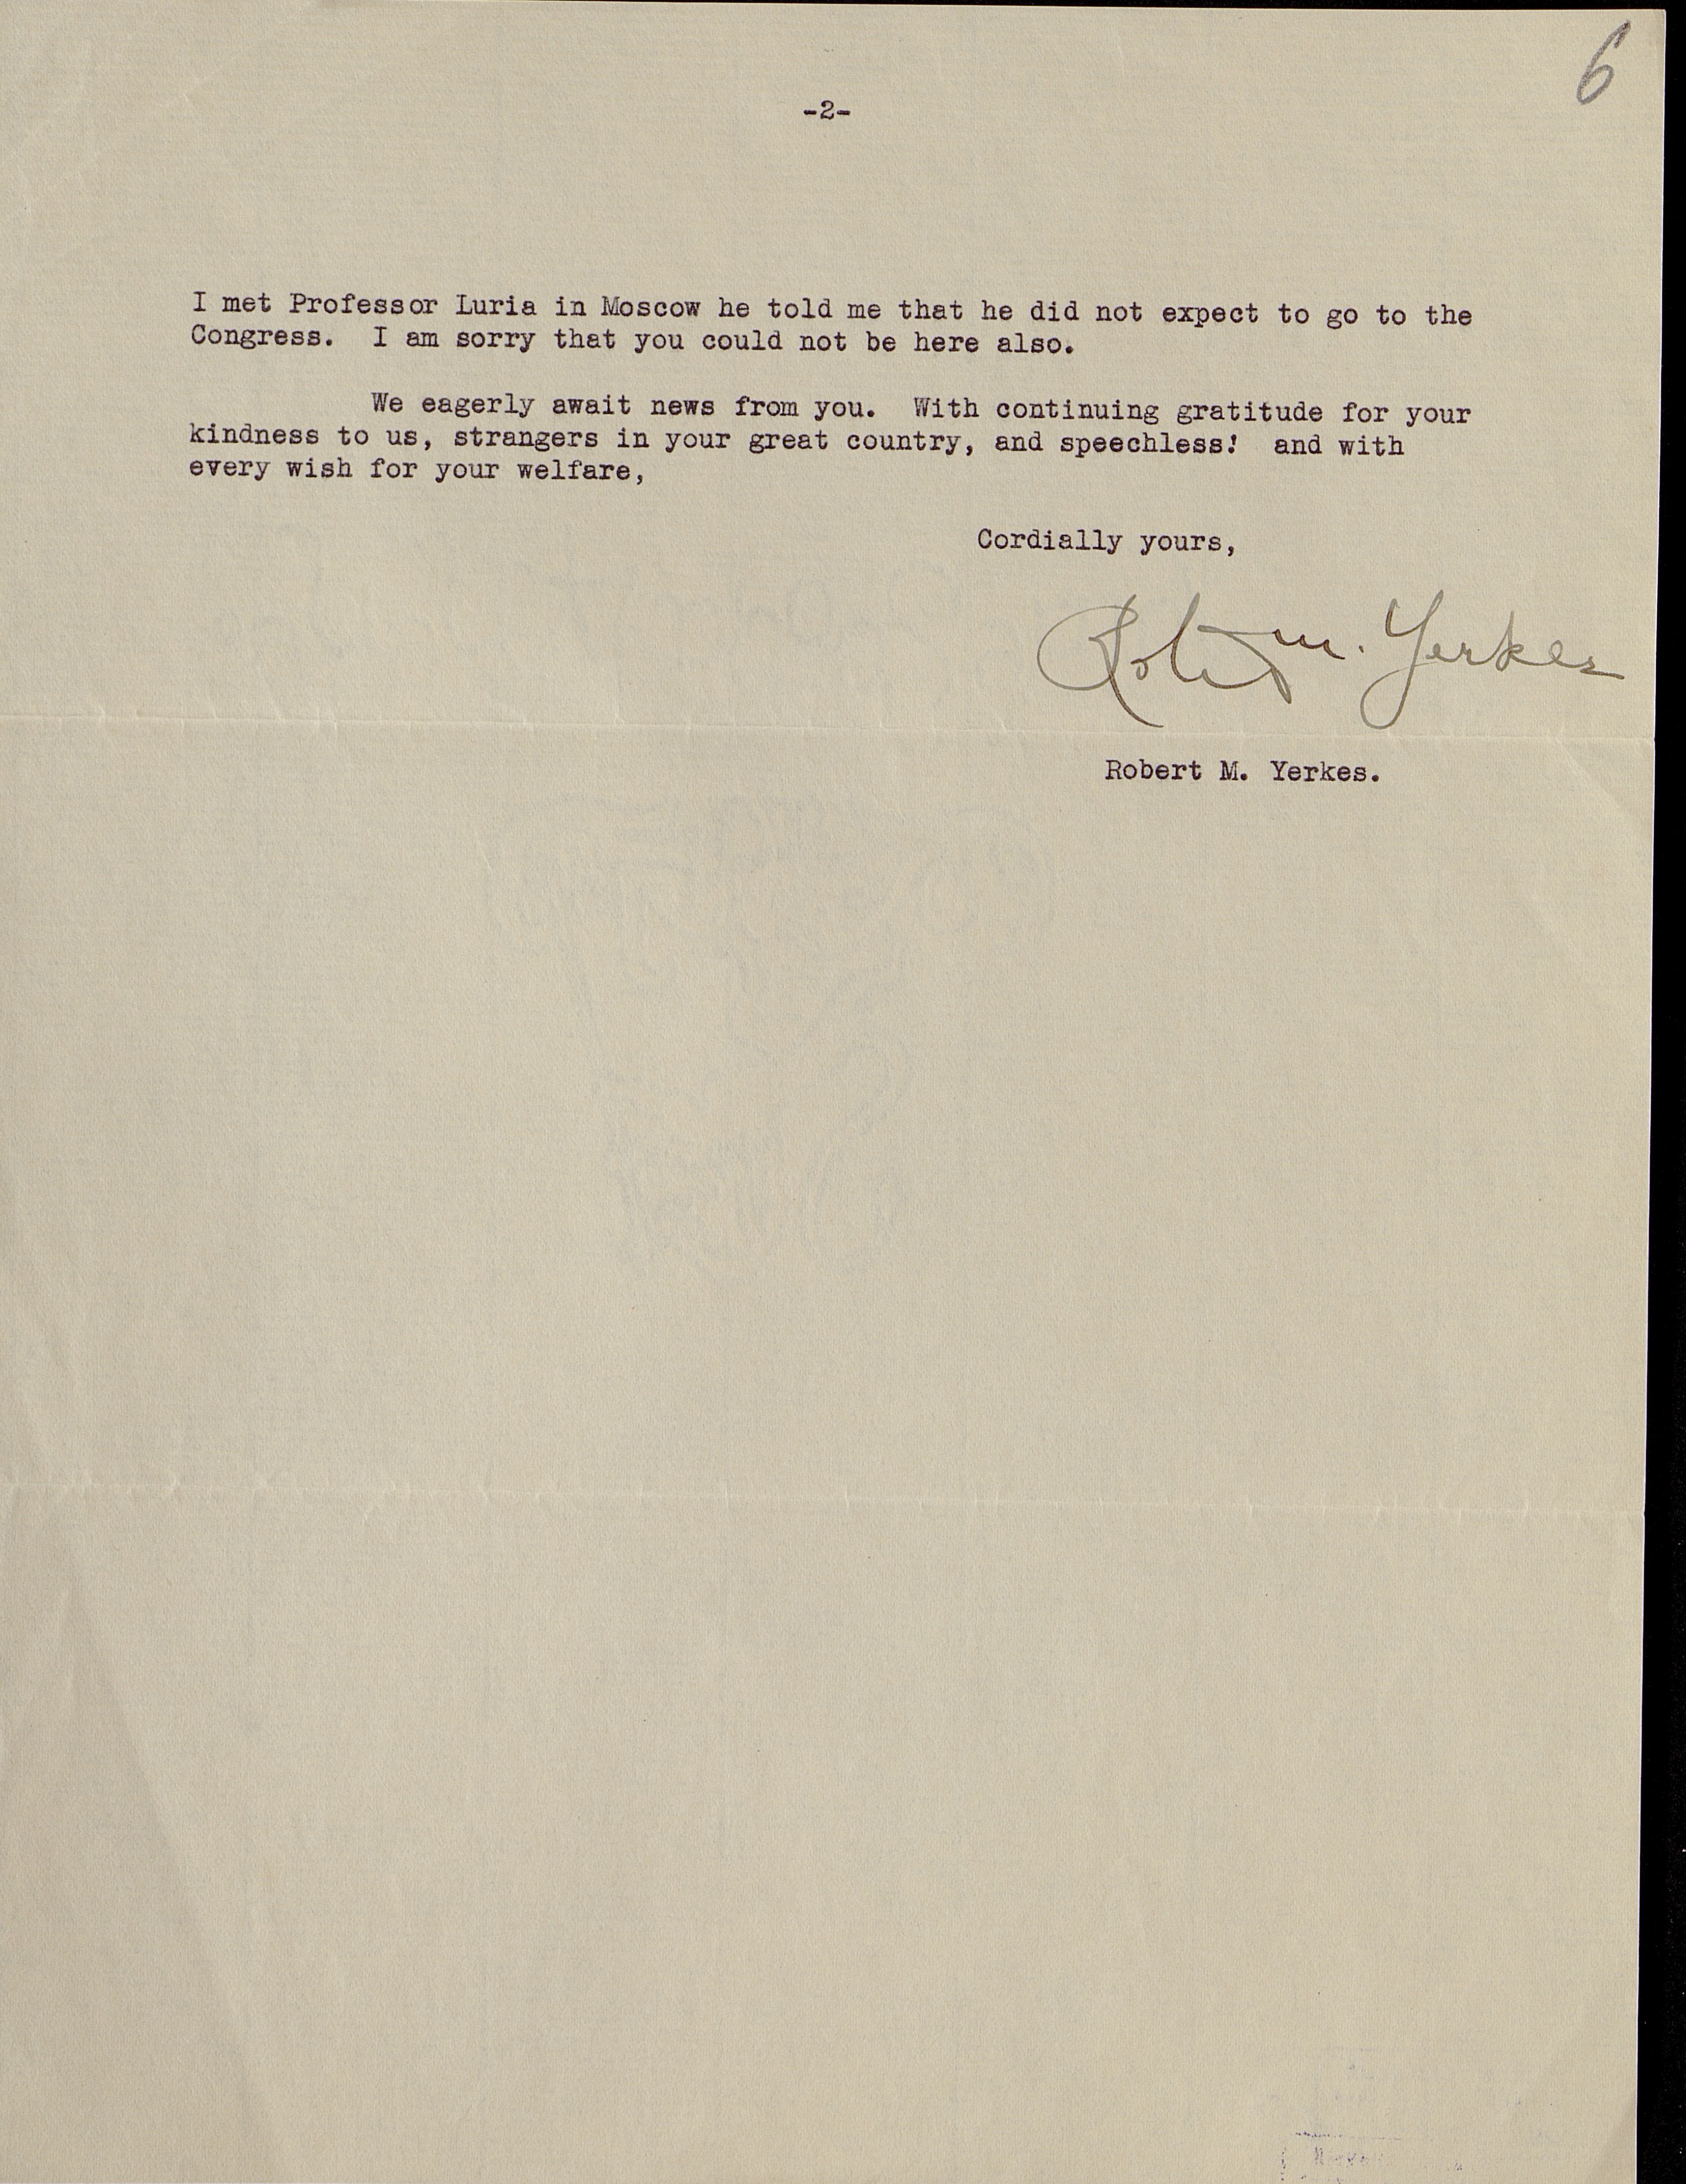 6
-2-
I met Professor Luria in Moscow he told me that he did not expect to go to the
Congress. I am sorry that you could not be here also.
We eagerly await news from you. With continuing gratitude for your
kindness to us, strangers in your great country, and speechless! and with
every wish for your welfare,
Cordially yours,
Robert M. Yerkes
Robert M. Yerkes.